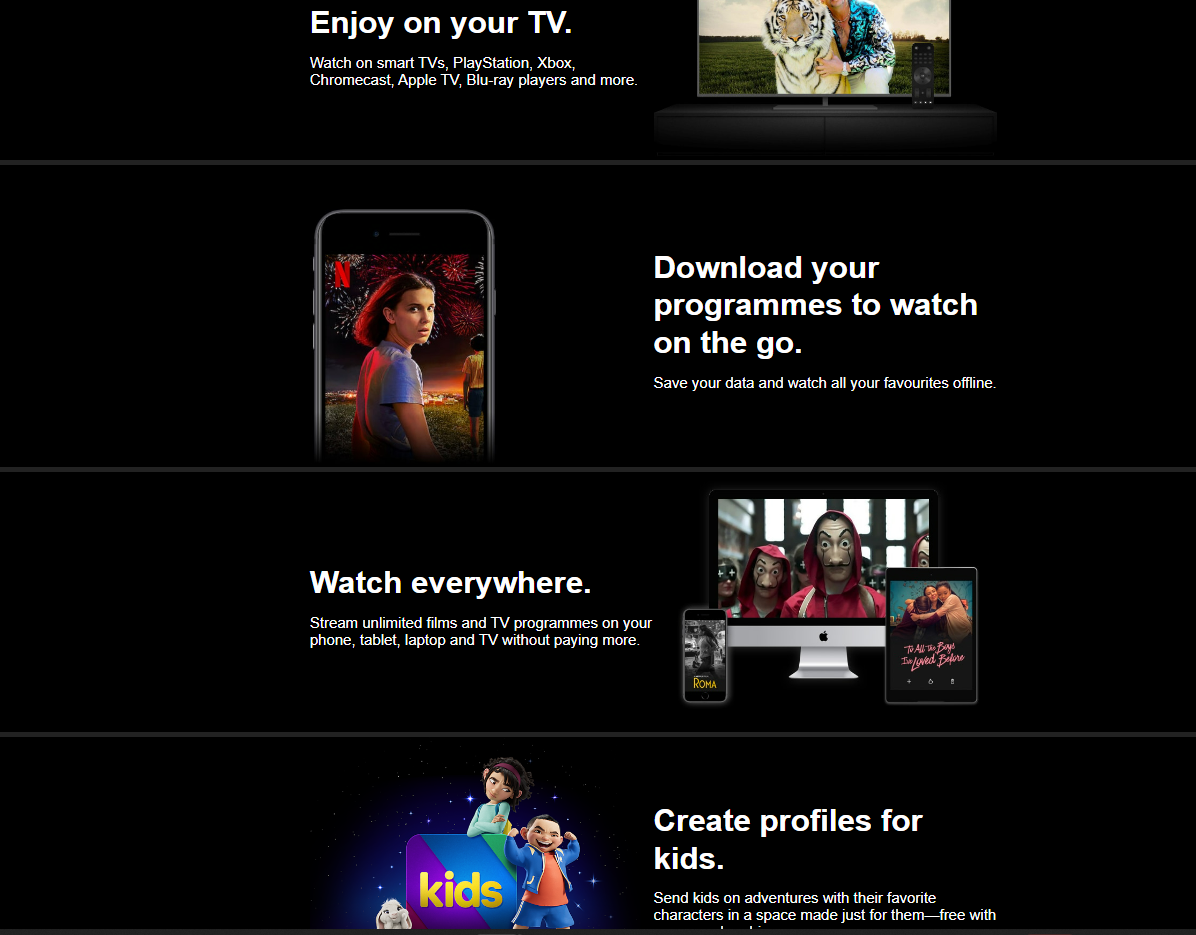 Enjoy on your TV.
Watch on smart TVs, PlayStation, Xbox,
Chromecast, Apple TV, Blu-ray players and more.
N
Download your
programmes to watch
on the go.
Save your data and watch all your favourites offline.
Watch everywhere.
Stream unlimited films and TV programmes on your
phone, tablet, laptop and TV without paying more.
ROMA
To All The Boys
I've Loved Before
Create profiles for
kids.
Send kids on adventures with their favorite
characters in a space made just for them—free with
kids